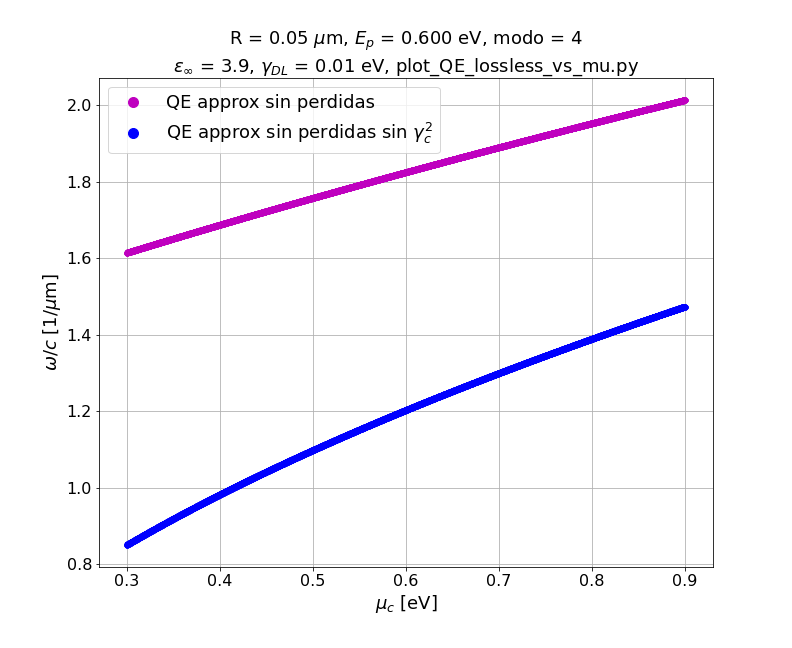 R = 0.05 μm, E_p = 0.600 eV, modo = 4
ε_∞ = 3.9, γ_DL = 0.01 eV, plot_QE_lossless_vs_mu.py
QE approx sin perdidas
QE approx sin perdidas sin γ_c^2
2.0
1.8
1.6
1.4
1.2
1.0
0.8
ω/c [1/μm]
0.3 0.4 0.5 0.6 0.7 0.8 0.9
μ_c [eV]